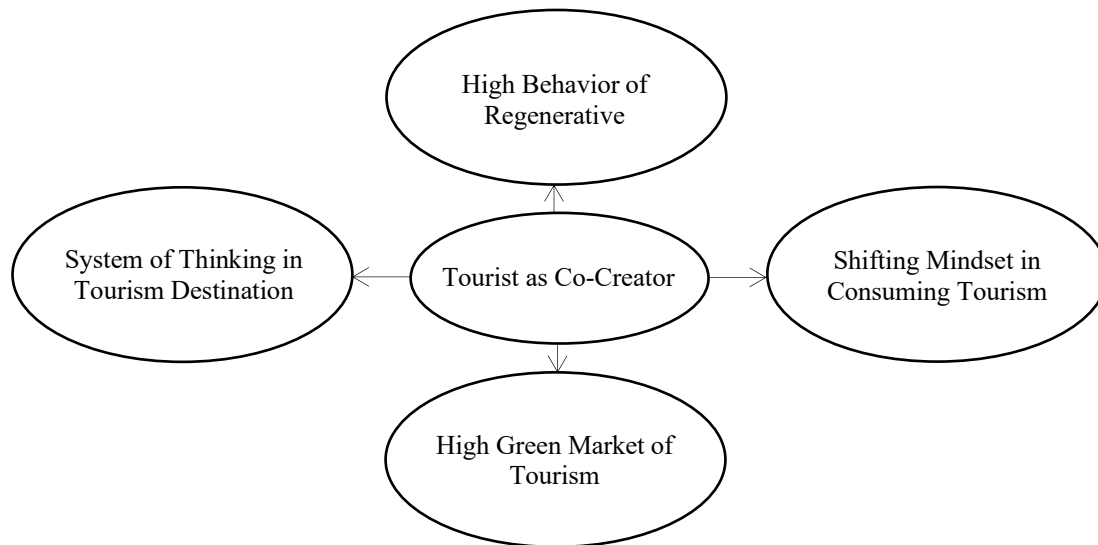 High Behavior of
Regenerative
System of Thinking in
Tourism Destination
Tourist as Co-Creator
Shifting Mindset in
Consuming Tourism
High Green Market of
Tourism